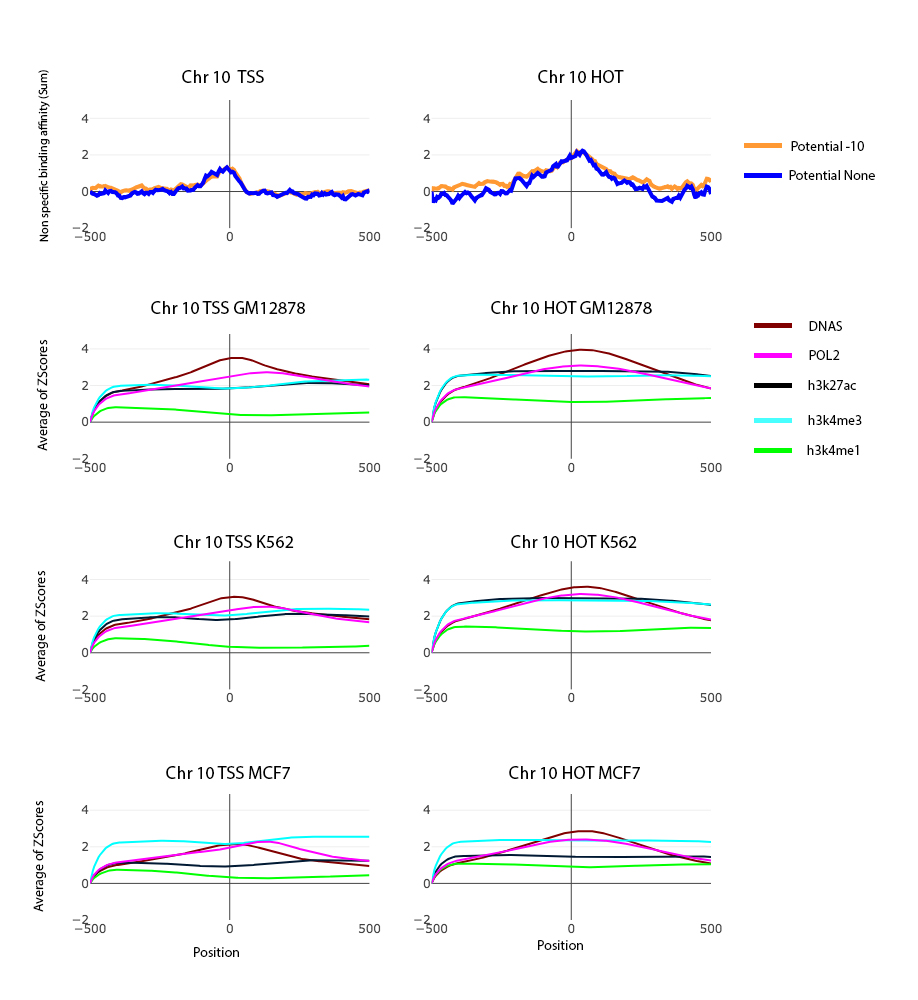 Chr 10 TSS
Chr 10 HOT
Non specific binding affinity (Sum)
4
2
0
−2
−500
0
500
4
2
0
−2
−500
0
500
Potential -10
Potential None
Chr 10 TSS GM12878
Chr 10 HOT GM12878
Average of ZScores
4
2
0
−2
−500
0
500
4
2
0
−2
−500
0
500
DNAS
POL2
h3k27ac
h3k4me3
h3k4me1
Chr 10 TSS K562
Chr 10 HOT K562
Average of ZScores
4
2
0
−2
−500
0
500
4
2
0
−2
−500
0
500
Chr 10 TSS MCF7
Chr 10 HOT MCF7
Average of ZScores
4
2
0
−2
−500
0
500
4
2
0
−2
−500
0
500
Position
Position